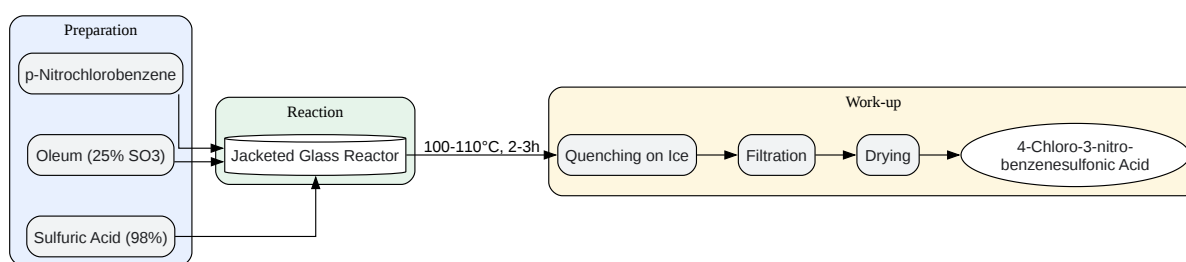 Preparation
p-Nitrochlorobenzene
Oleum (25% SO3)
Sulfuric Acid (98%)
Reaction
Jacketed Glass Reactor
100-110°C, 2-3h
Work-up
Quenching on Ice
Filtration
Drying
4-Chloro-3-nitro-
benzenesulfonic Acid